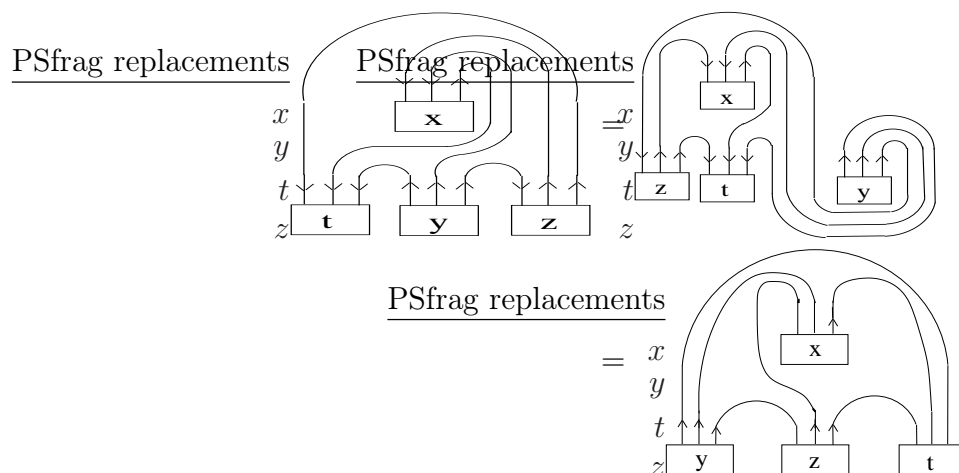 PSfrag replacements
x
y
t
z
x
t y z
=
PSfrag replacements
x
y
t
z
x
z t y
=
PSfrag replacements
x
y
t
z
x
y z t